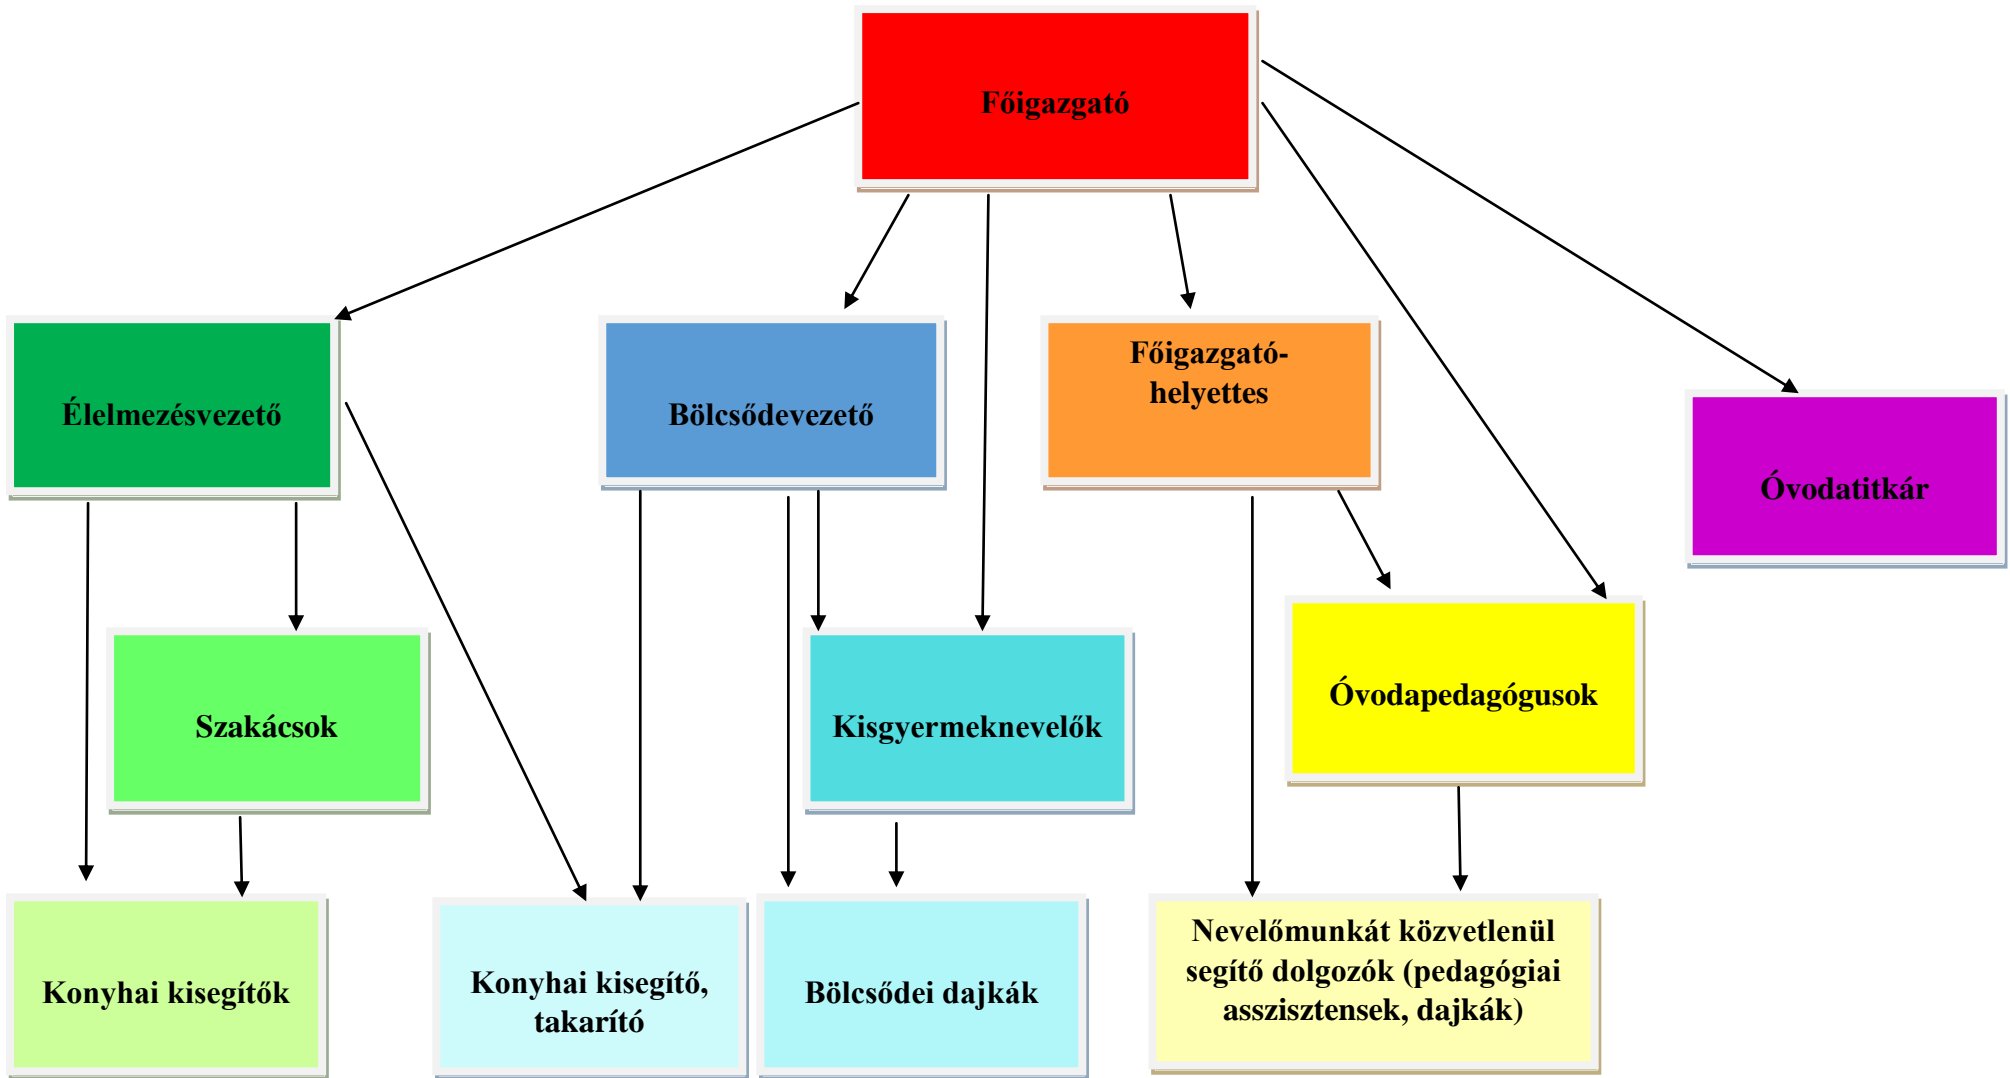 Főigazgató
Élelmezésvezető
Bölcsődevezető
Főigazgató-
helyettes
Óvodatitkár
Szakácsok
Kisgyermeknevelők
Óvodapedagógusok
Konyhai kisegítők
Konyhai kisegítő,
takarító
Bölcsődei dajkák
Nevelőmunkát közvetlenül
segítő dolgozók (pedagógiai
asszisztensek, dajkák)